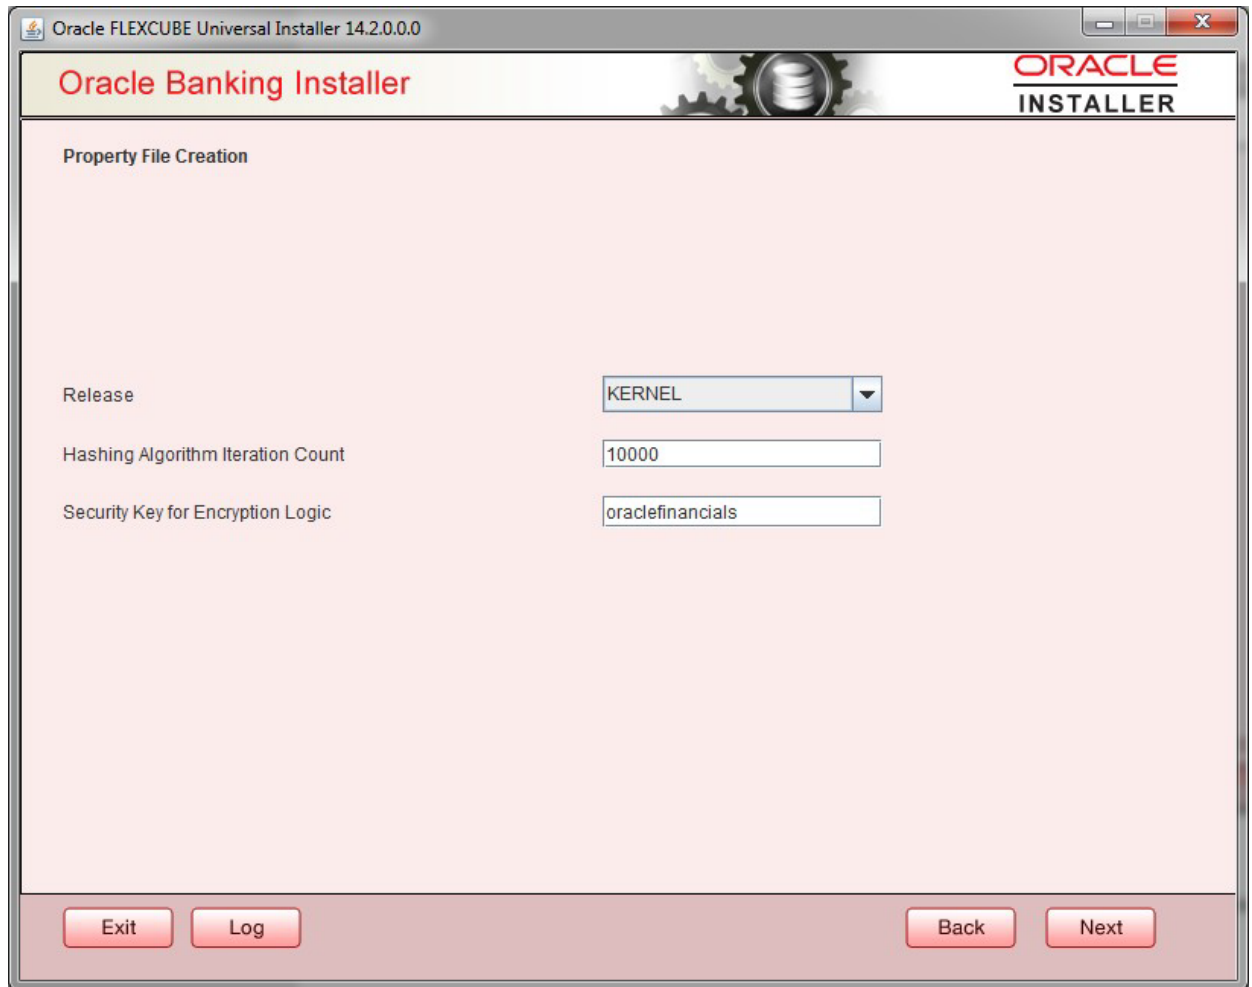 Oracle FLEXCUBE Universal Installer 14.2.0.0.0
Oracle Banking Installer
ORACLE
INSTALLER
Property File Creation
Release
KERNEL
Hashing Algorithm Iteration Count
10000
Security Key for Encryption Logic
oraclefinancials
Exit
Log
Back
Next